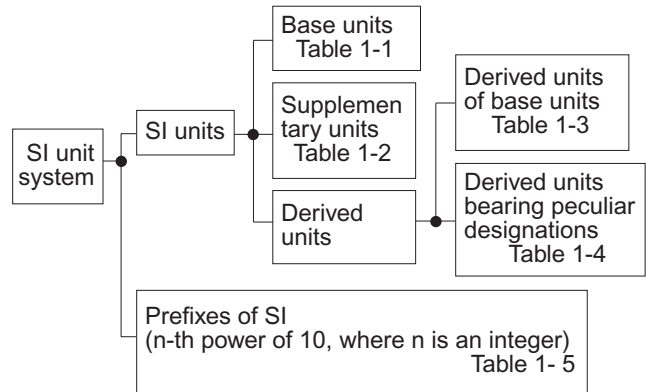 SI unit
system
SI units
Base units
Table 1-1
Supplemen
tary units
Table 1-2
Derived
units
Derived units
of base units
Table 1-3
Derived units
bearing peculiar
designations
Table 1-4
Prefixes of SI
(n-th power of 10, where n is an integer)
Table 1- 5